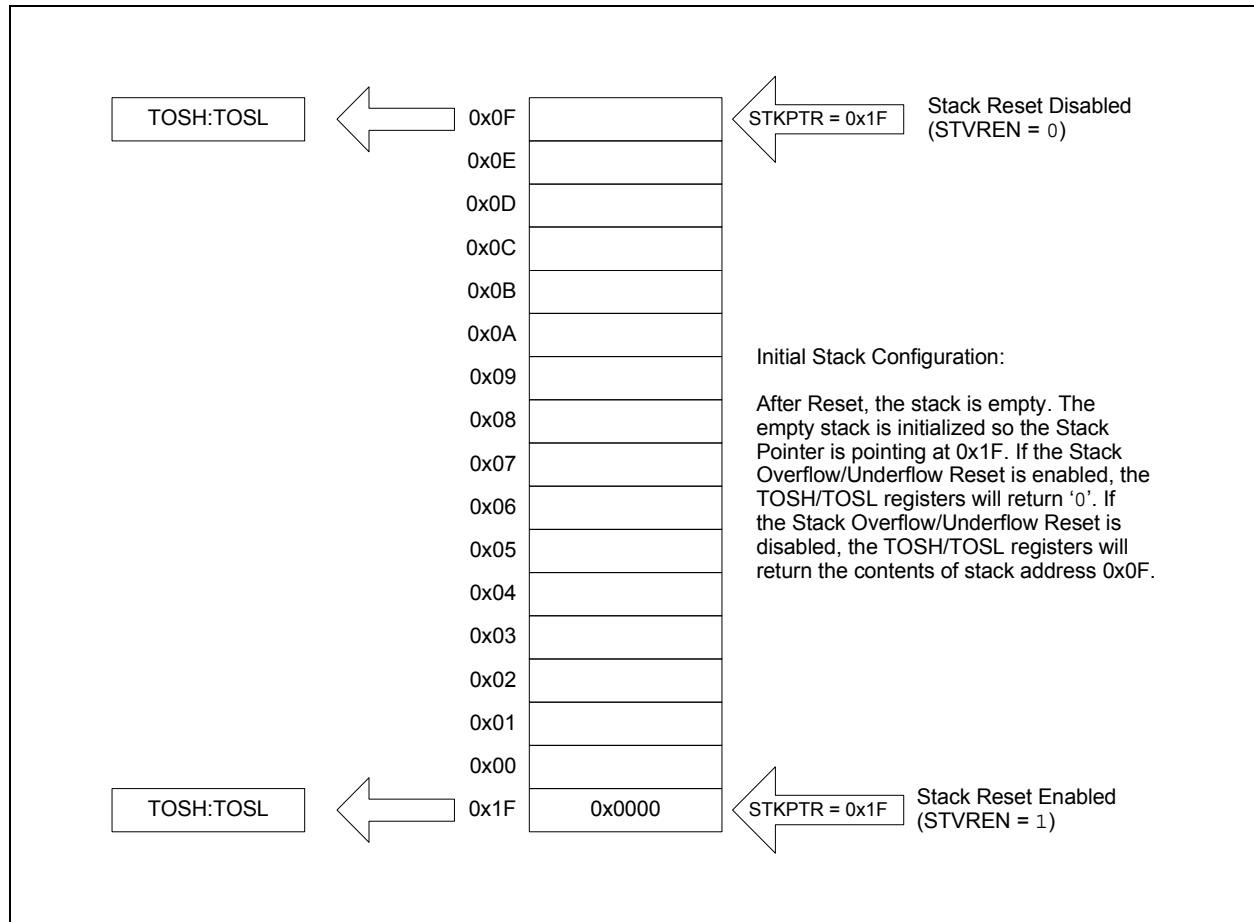 TOSH:TOSL
0x0F
STKPTR = 0x1F
Stack Reset Disabled
(STVREN = 0)
0x0E
0x0D
0x0C
0x0B
0x0A
0x09
0x08
0x07
0x06
0x05
0x04
0x03
0x02
0x01
0x00
Initial Stack Configuration:
After Reset, the stack is empty. The
empty stack is initialized so the Stack
Pointer is pointing at 0x1F. If the Stack
Overflow/Underflow Reset is enabled, the
TOSH/TOSL registers will return ‘0’. If
the Stack Overflow/Underflow Reset is
disabled, the TOSH/TOSL registers will
return the contents of stack address 0x0F.
TOSH:TOSL
0x1F
0x0000
STKPTR = 0x1F
Stack Reset Enabled
(STVREN = 1)